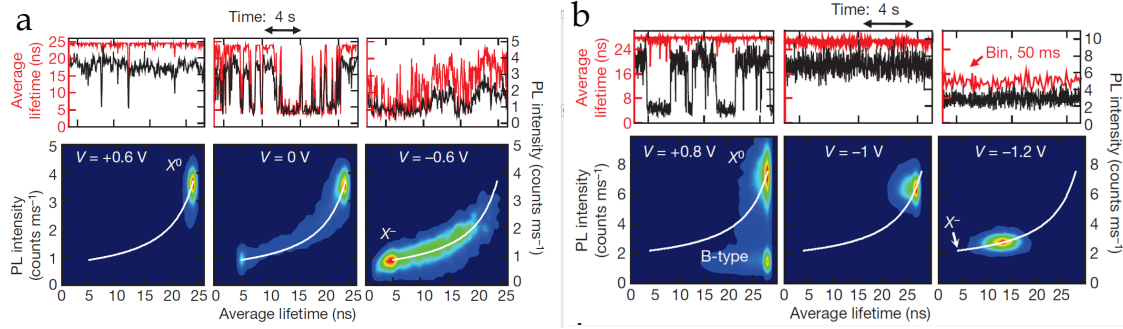 a
Time: 4 s
Average lifetime (ns)
25
20
15
10
5
0
5
4
3
2
1
0
PL intensity (counts ms⁻¹)
V = +0.6 V
X⁰
V = 0 V
V = −0.6 V
X⁻
PL intensity
(counts ms⁻¹)
5
4
3
2
1
0
4
3
2
1
0
0 5 10 15 20 25
0 5 10 15 20 25
0 5 10 15 20 25
Average lifetime (ns)
b
Time: 4 s
Average
lifetime (ns)
28
20
12
4
0
Bin, 50 ms
10
8
6
4
2
0
PL intensity (counts ms⁻¹)
V = +0.8 V
X⁰
B-type
V = −1 V
V = −1.2 V
X⁻
PL intensity
(counts ms⁻¹)
8
6
4
2
0
8
6
4
2
0
0 5 10 15 20 25
0 5 10 15 20 25
0 5 10 15 20 25
Average lifetime (ns)